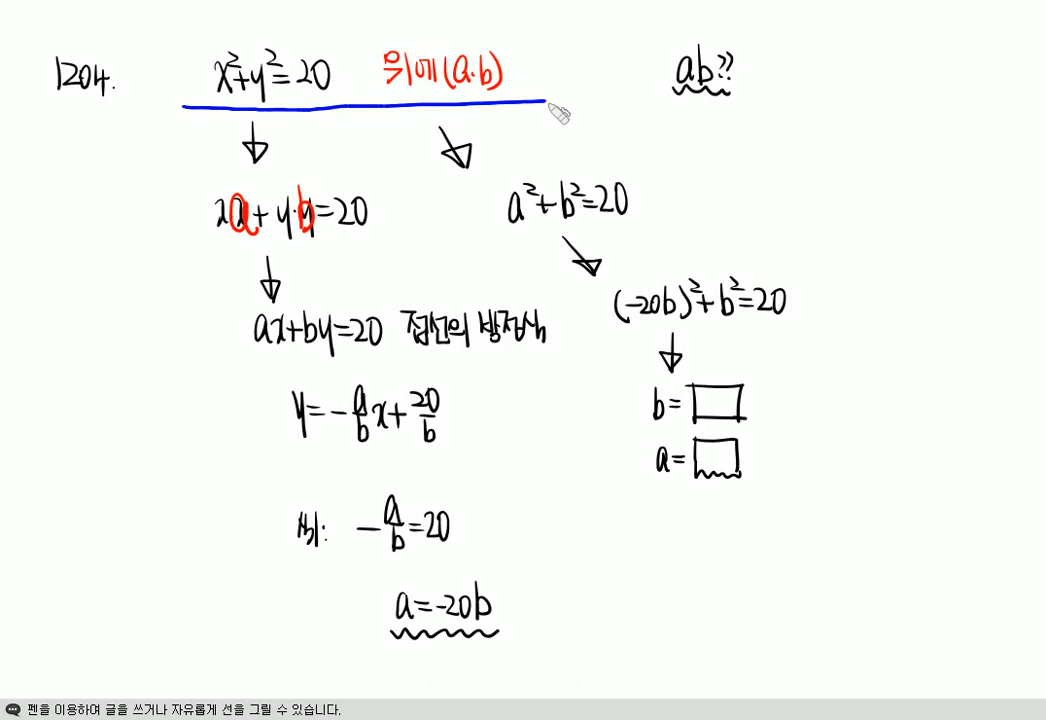 1204. x²+y²=20 위에(a·b) ab??
xa+y·b=20 a²+b²=20
(-20b)²+b²=20
ax+by=20 접선의 방정식
b=
y=-a/b x+20/b
a=
-a/b=20
a=-20b
펜을 이용하여 글을 쓰거나 자유롭게 선을 그릴 수 있습니다.